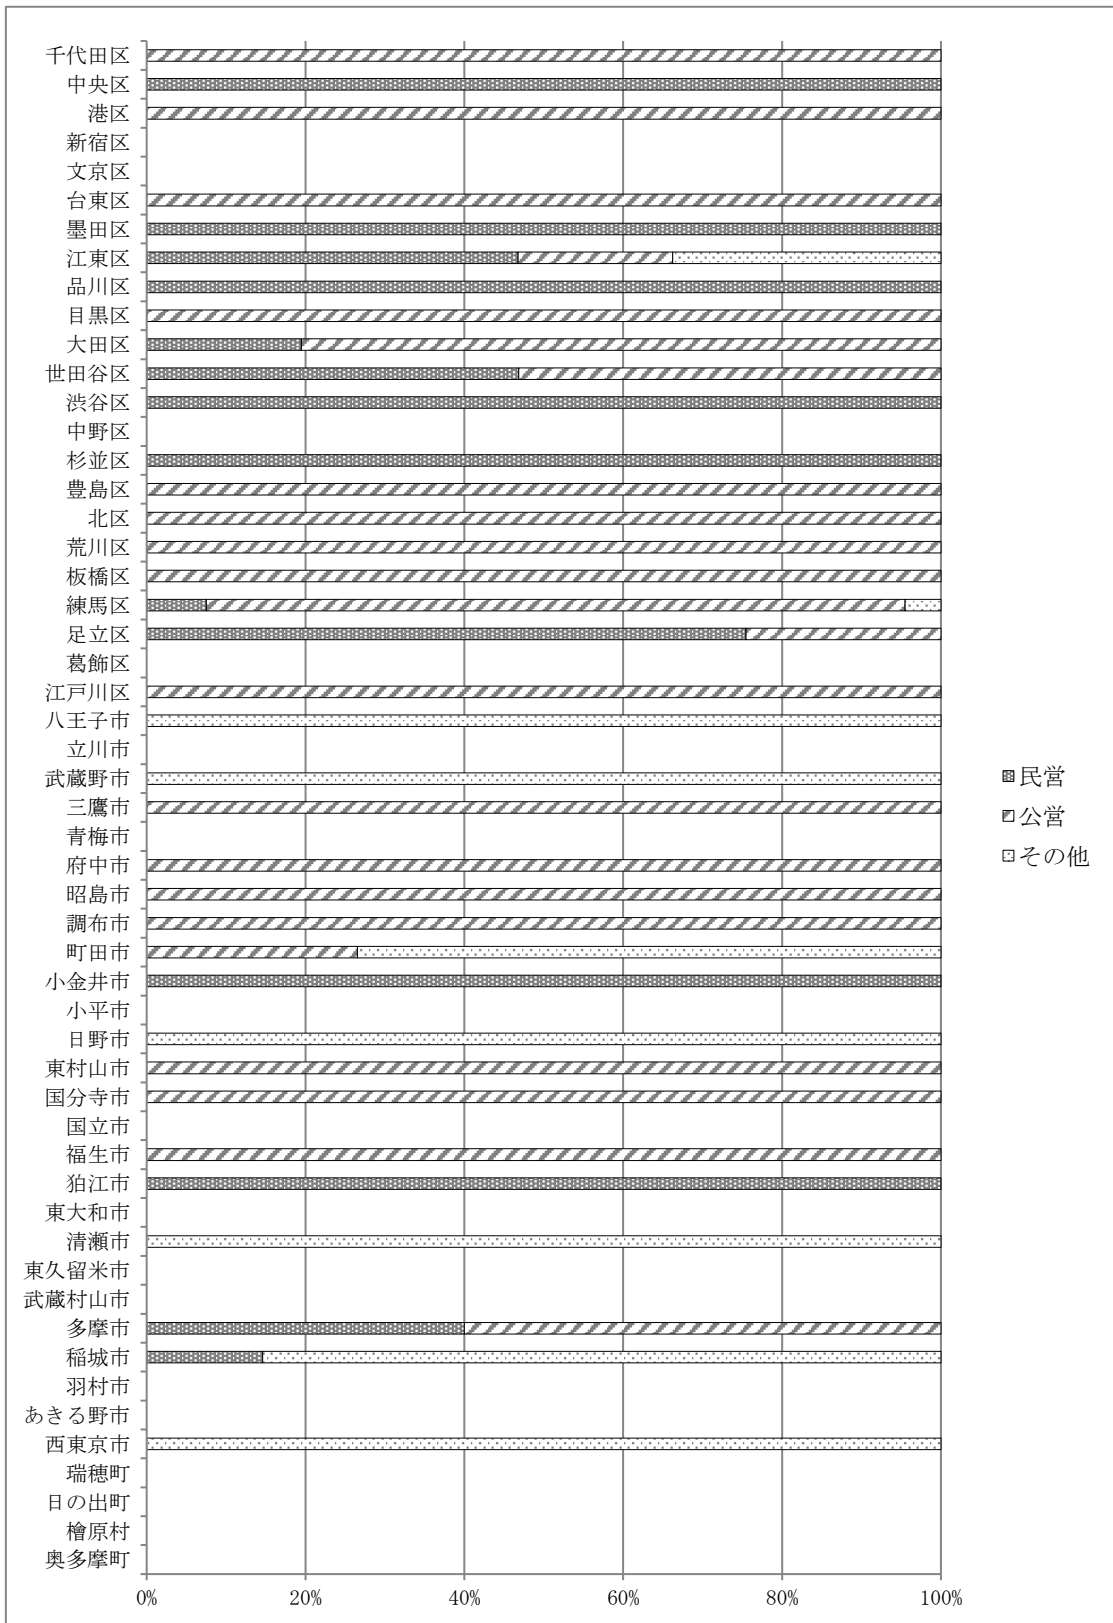 千代田区
中央区
港区
新宿区
文京区
台東区
墨田区
江東区
品川区
目黒区
大田区
世田谷区
渋谷区
中野区
杉並区
豊島区
北区
荒川区
板橋区
練馬区
足立区
葛飾区
江戸川区
八王子市
立川市
武蔵野市
三鷹市
青梅市
府中市
昭島市
調布市
町田市
小金井市
小平市
日野市
東村山市
国分寺市
国立市
福生市
狛江市
東大和市
清瀬市
東久留米市
武蔵村山市
多摩市
稲城市
羽村市
あきる野市
西東京市
瑞穂町
日の出町
檜原村
奥多摩町
0% 20% 40% 60% 80% 100%
民営
公営
その他